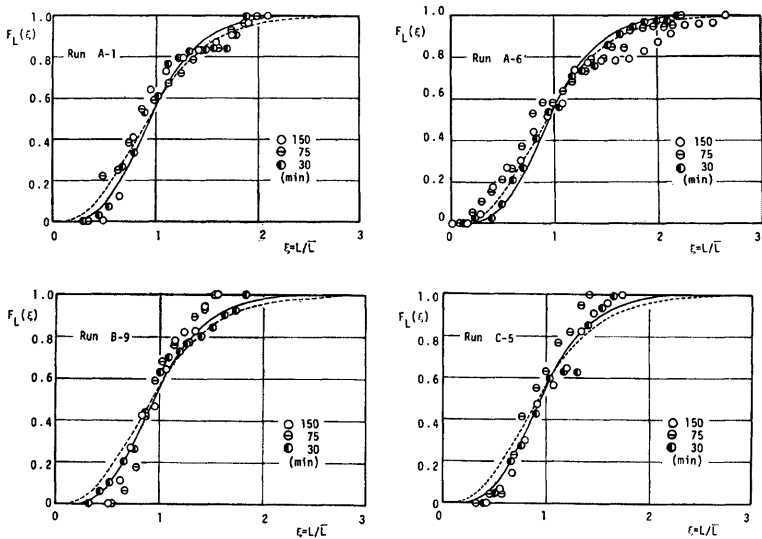 F_L(ξ)
1.0
0.8
0.6
0.4
0.2
0
Run A-1
○ 150
⊖ 75
◐ 30
(min)
0 1 2 3
ξ=L/L̅
F_L(ξ)
1.0
0.8
0.6
0.4
0.2
0
Run A-6
○ 150
⊖ 75
◐ 30
(min)
0 1 2 3
ξ=L/L̅
F_L(ξ)
1.0
0.8
0.6
0.4
0.2
0
Run B-9
○ 150
⊖ 75
◐ 30
(min)
0 1 2 3
ξ=L/L̅
F_L(ξ)
1.0
0.8
0.6
0.4
0.2
0
Run C-5
○ 150
⊖ 75
◐ 30
(min)
0 1 2 3
ξ=L/L̅